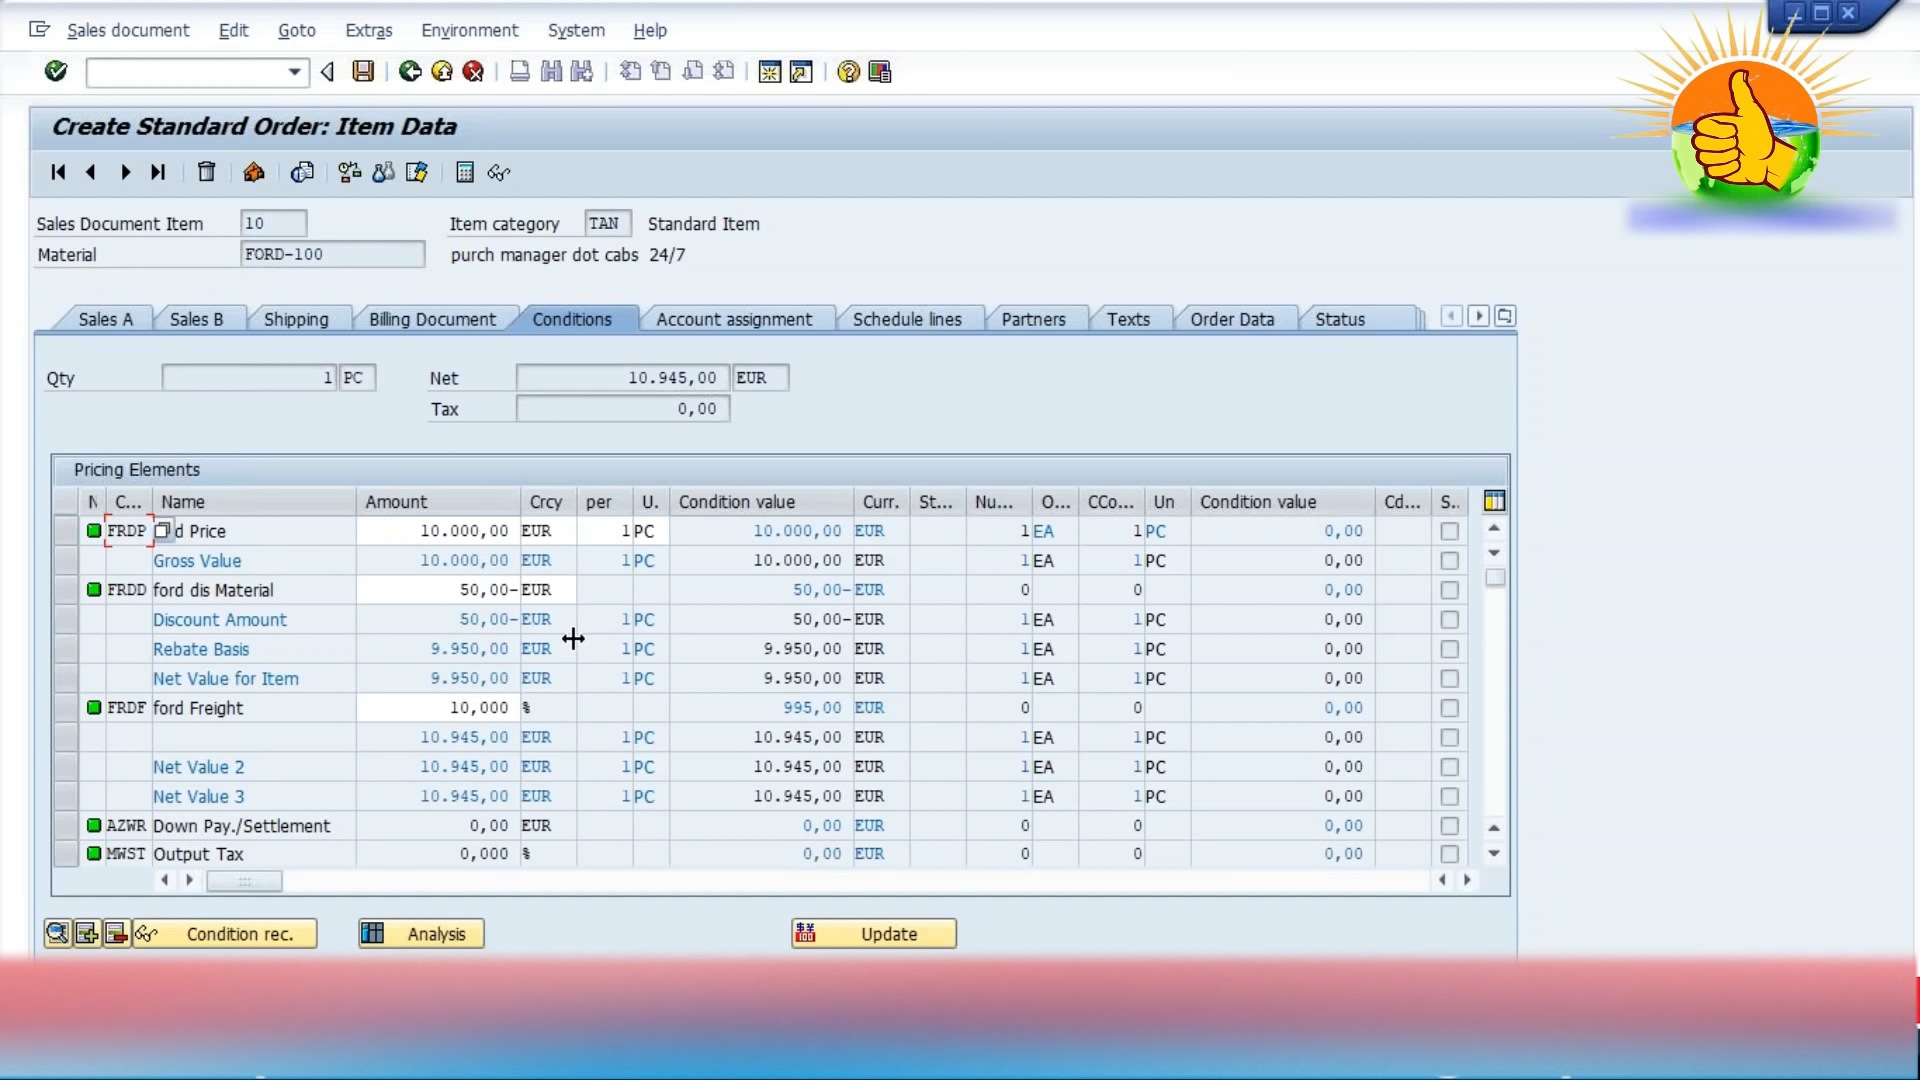 Sales document Edit Goto Extras Environment System Help
Create Standard Order: Item Data
Sales Document Item 10 Item category TAN Standard Item
Material FORD-100 purch manager dot cabs 24/7
Sales A Sales B Shipping Billing Document Conditions Account assignment Schedule lines Partners Texts Order Data Status
Qty 1 PC Net 10.945,00 EUR
Tax 0,00
Pricing Elements
N C... Name Amount Crcy per U. Condition value Curr. St... Nu... O... CCo... Un Condition value Cd... S..
FRDP d Price 10.000,00 EUR 1 PC 10.000,00 EUR 1 EA 1 PC 0,00
Gross Value 10.000,00 EUR 1 PC 10.000,00 EUR 1 EA 1 PC 0,00
FRDD ford dis Material 50,00- EUR 50,00- EUR 0 0 0,00
Discount Amount 50,00- EUR 1 PC 50,00- EUR 1 EA 1 PC 0,00
Rebate Basis 9.950,00 EUR 1 PC 9.950,00 EUR 1 EA 1 PC 0,00
Net Value for Item 9.950,00 EUR 1 PC 9.950,00 EUR 1 EA 1 PC 0,00
FRDF ford Freight 10,000 % 995,00 EUR 0 0 0,00
10.945,00 EUR 1 PC 10.945,00 EUR 1 EA 1 PC 0,00
Net Value 2 10.945,00 EUR 1 PC 10.945,00 EUR 1 EA 1 PC 0,00
Net Value 3 10.945,00 EUR 1 PC 10.945,00 EUR 1 EA 1 PC 0,00
AZWR Down Pay./Settlement 0,00 EUR 0,00 EUR 0 0 0,00
MWST Output Tax 0,000 % 0,00 EUR 0 0 0,00
Condition rec. Analysis Update